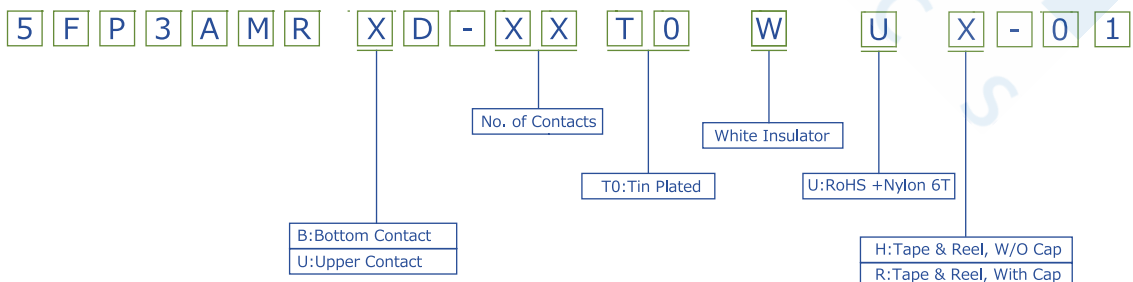 5FP3AMR XD-XX T0 W U X-01
No. of Contacts
White Insulator
T0:Tin Plated
U:RoHS +Nylon 6T
B:Bottom Contact
U:Upper Contact
H:Tape & Reel, W/O Cap
R:Tape & Reel, With Cap